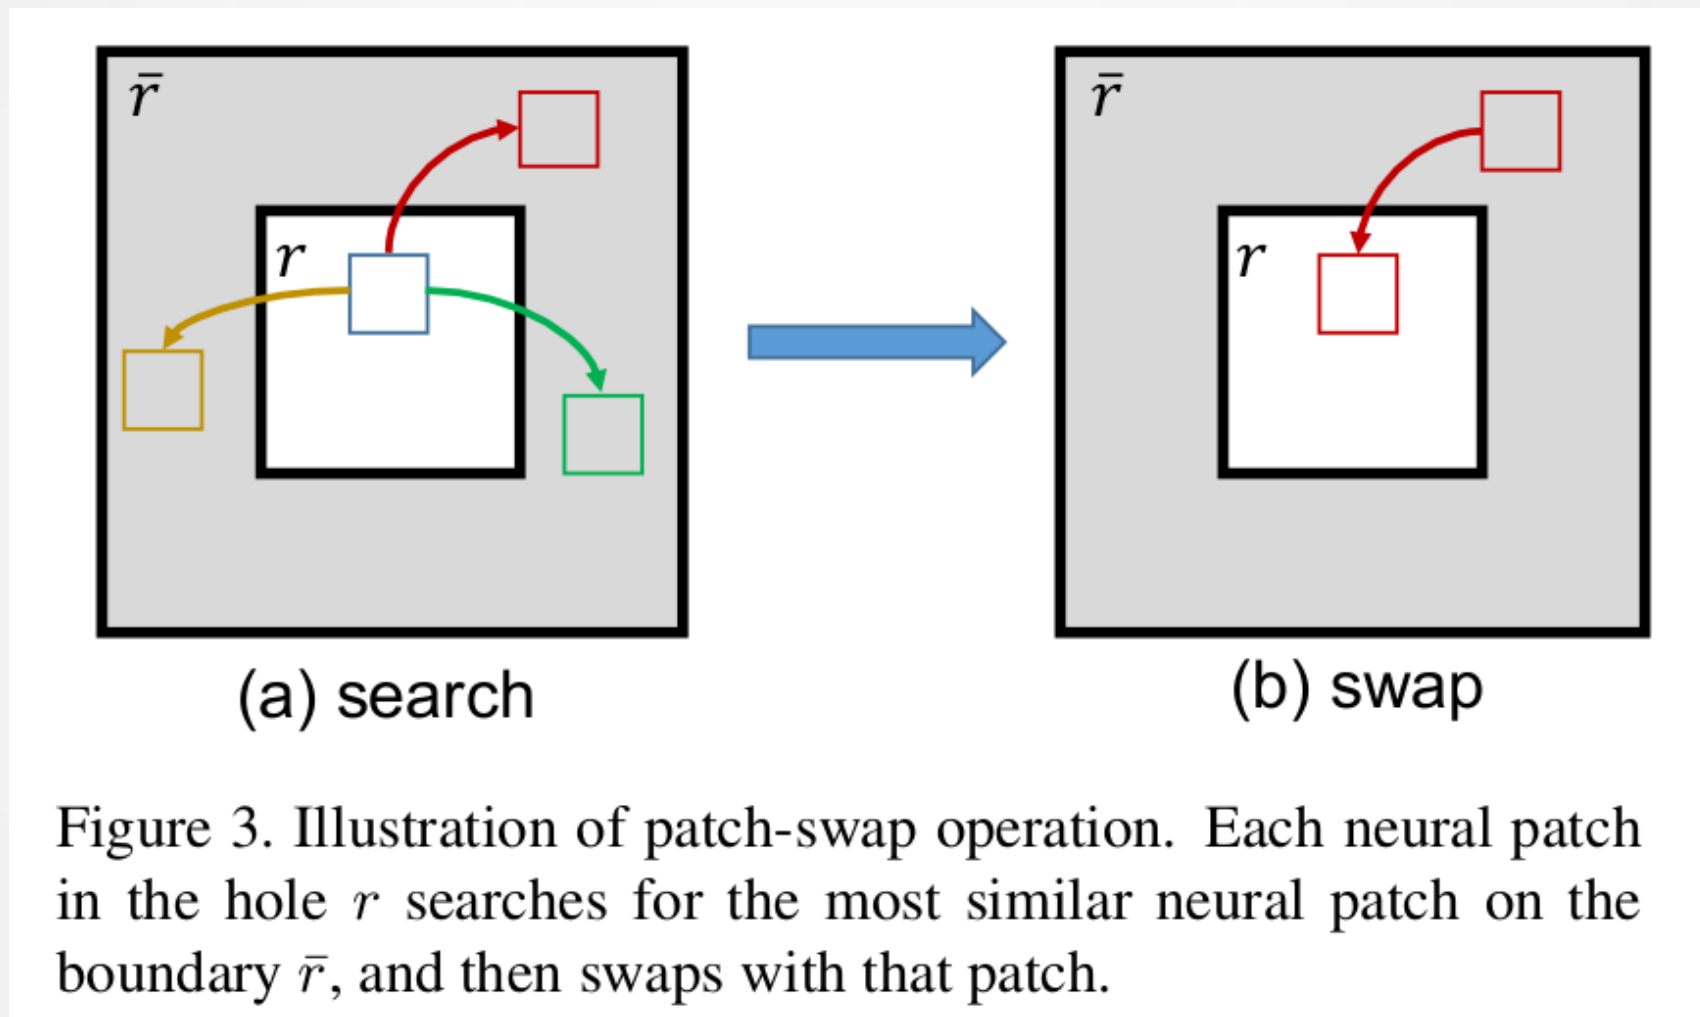 r̄
r
(a) search
r̄
r
(b) swap
Figure 3. Illustration of patch-swap operation. Each neural patch
in the hole r searches for the most similar neural patch on the
boundary r̄, and then swaps with that patch.